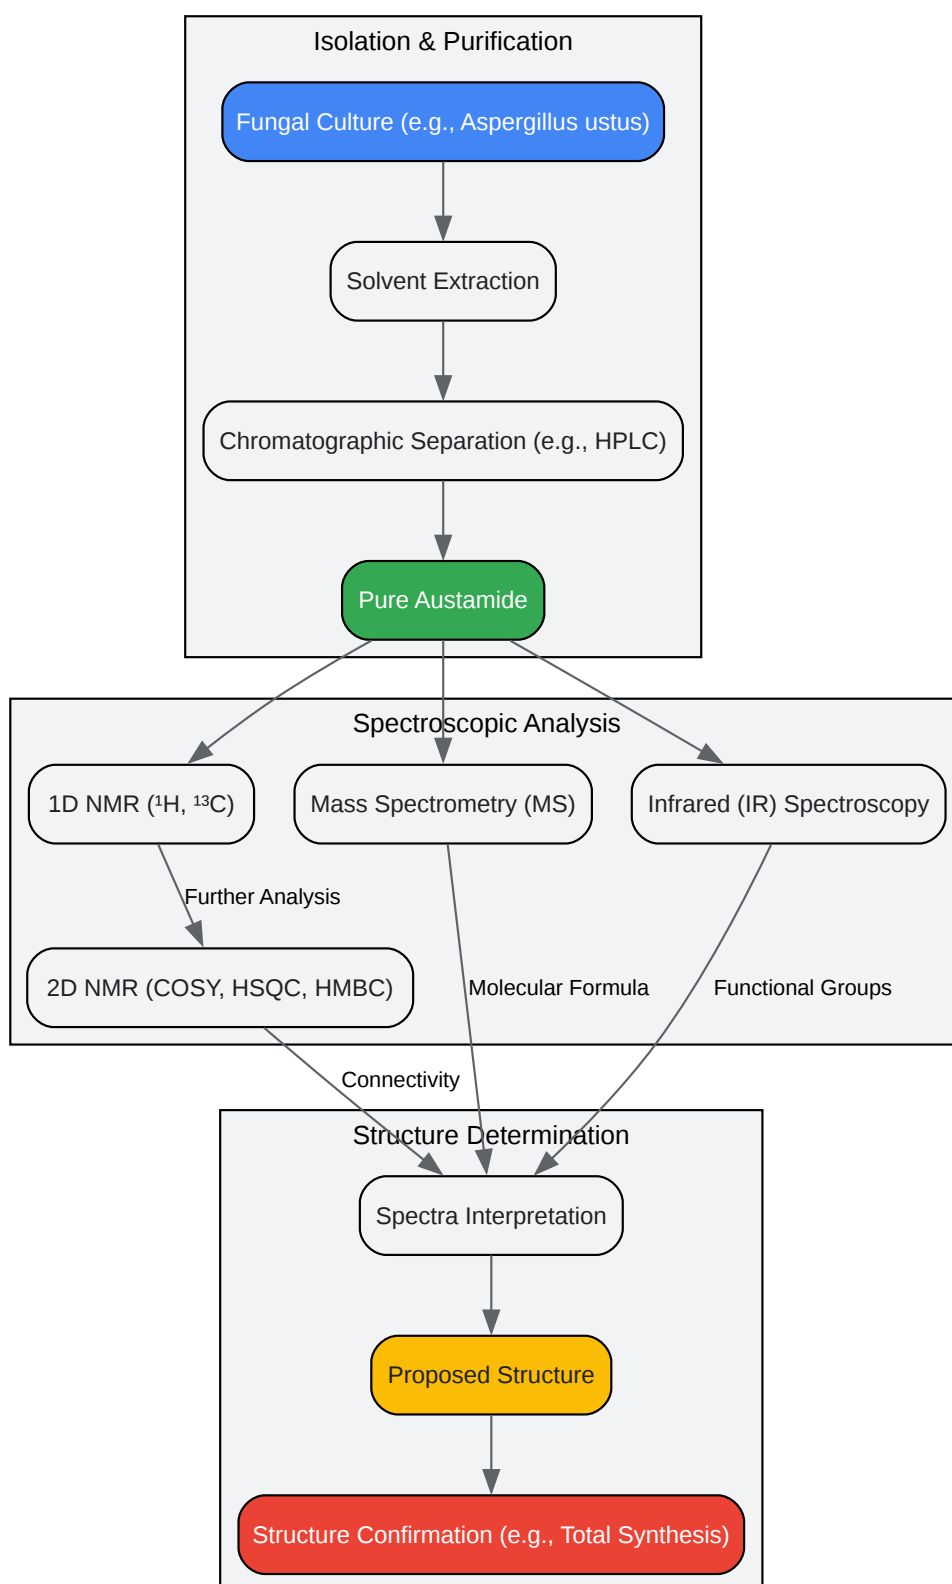 Isolation & Purification
Fungal Culture (e.g., Aspergillus ustus)
Solvent Extraction
Chromatographic Separation (e.g., HPLC)
Pure Austamide
Spectroscopic Analysis
1D NMR (¹H, ¹³C)
Mass Spectrometry (MS)
Infrared (IR) Spectroscopy
Further Analysis
2D NMR (COSY, HSQC, HMBC)
Molecular Formula
Functional Groups
Connectivity
Structure Determination
Spectra Interpretation
Proposed Structure
Structure Confirmation (e.g., Total Synthesis)